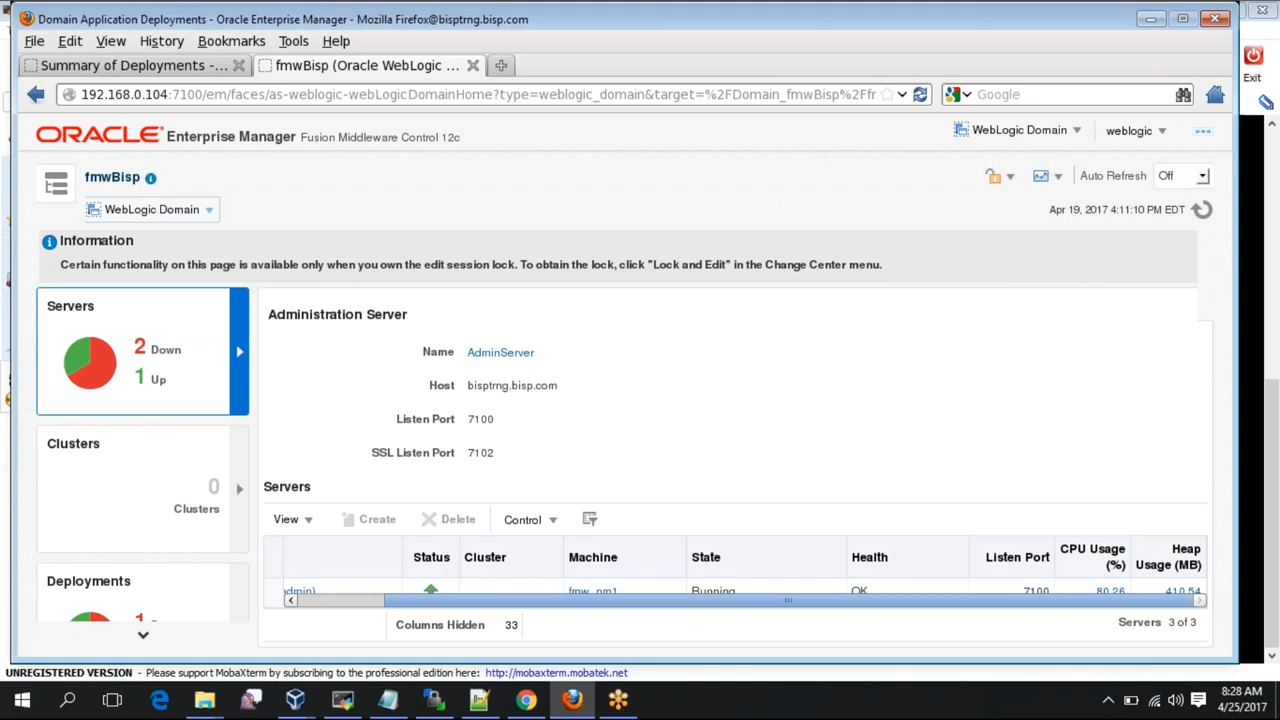 Domain Application Deployments - Oracle Enterprise Manager - Mozilla Firefox@bisptrng.bisp.com
File Edit View History Bookmarks Tools Help
Summary of Deployments -... fmwBisp (Oracle WebLogic ...
192.168.0.104:7100/em/faces/as-weblogic-webLogicDomainHome?type=weblogic_domain&target=%2FDomain_fmwBisp%2Ffr Google
Exit
ORACLE Enterprise Manager Fusion Middleware Control 12c WebLogic Domain weblogic
fmwBisp Auto Refresh Off
WebLogic Domain Apr 19, 2017 4:11:10 PM EDT
Information
Certain functionality on this page is available only when you own the edit session lock. To obtain the lock, click "Lock and Edit" in the Change Center menu.
Servers
2 Down
1 Up
Clusters
0
Clusters
Deployments
Administration Server
Name AdminServer
Host bisptrng.bisp.com
Listen Port 7100
SSL Listen Port 7102
Servers
View Create Delete Control
Status Cluster Machine State Health Listen Port CPU Usage (%) Heap Usage (MB)
dmin) fmw_nm1 Running OK 7100 80.26 410.54
Columns Hidden 33 Servers 3 of 3
UNREGISTERED VERSION - Please support MobaXterm by subscribing to the professional edition here: http://mobaxterm.mobatek.net
8:28 AM
4/25/2017